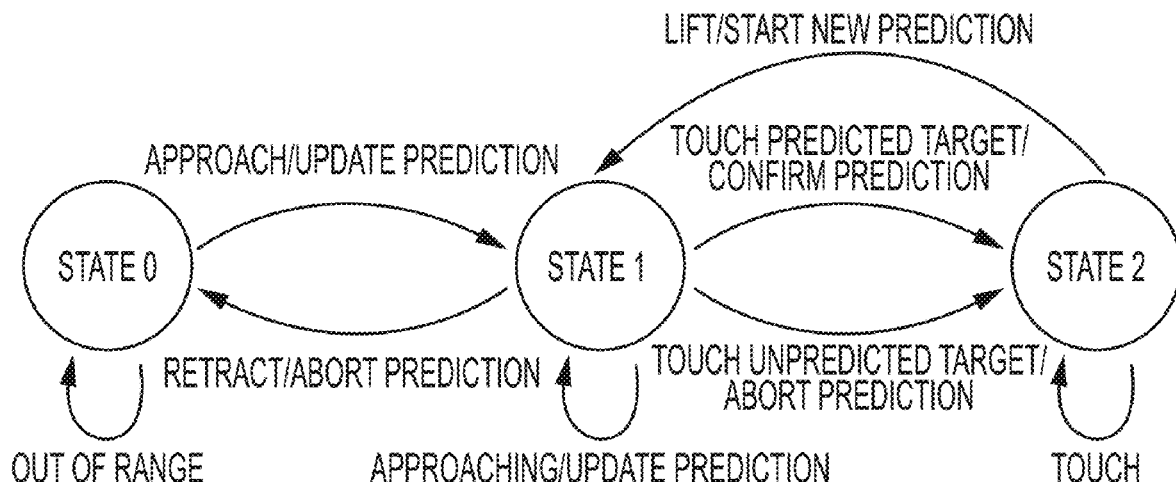 LIFT/START NEW PREDICTION
APPROACH/UPDATE PREDICTION
TOUCH PREDICTED TARGET/
CONFIRM PREDICTION
STATE 0
STATE 1
STATE 2
RETRACT/ABORT PREDICTION
TOUCH UNPREDICTED TARGET/
ABORT PREDICTION
OUT OF RANGE
APPROACHING/UPDATE PREDICTION
TOUCH